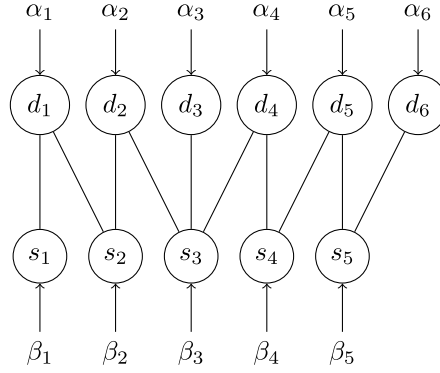 α₁ α₂ α₃ α₄ α₅ α₆
d₁ d₂ d₃ d₄ d₅ d₆
s₁ s₂ s₃ s₄ s₅
β₁ β₂ β₃ β₄ β₅